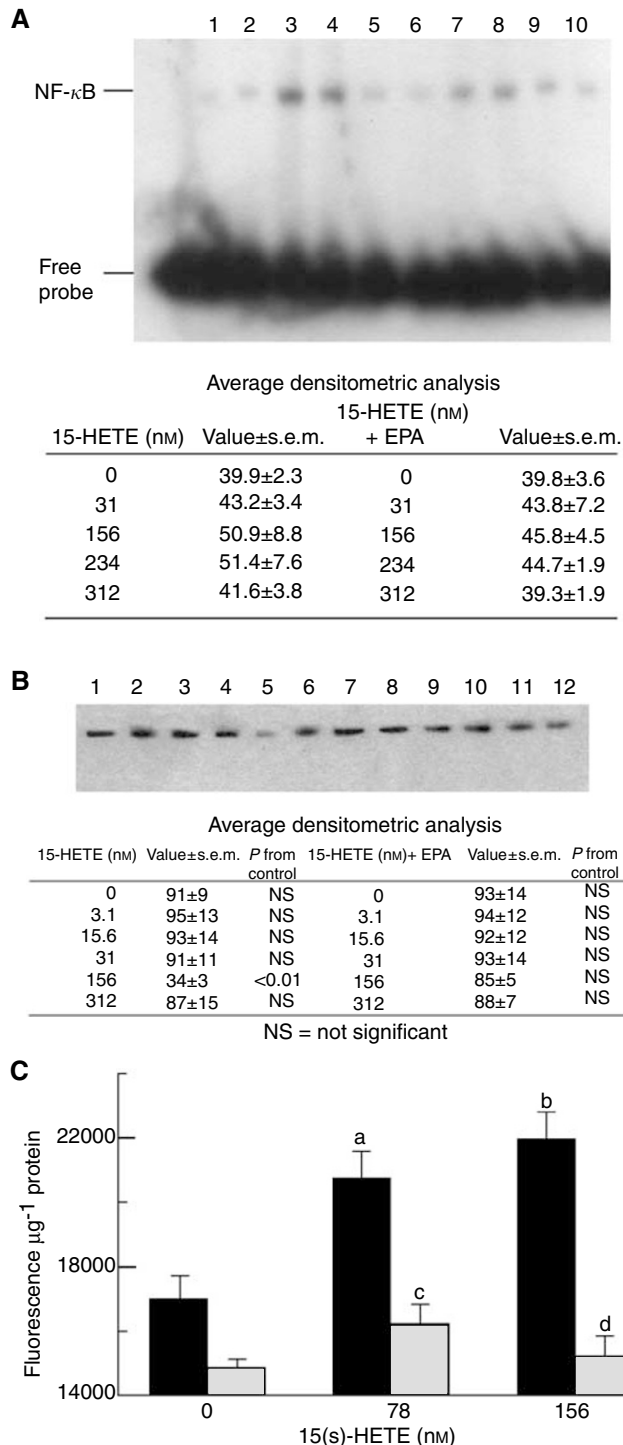 A
1 2 3 4 5 6 7 8 9 10
NF-κB
Free
probe
Average densitometric analysis
15-HETE (nM) Value±s.e.m. 15-HETE (nM) + EPA Value±s.e.m.
0 39.9±2.3 0 39.8±3.6
31 43.2±3.4 31 43.8±7.2
156 50.9±8.8 156 45.8±4.5
234 51.4±7.6 234 44.7±1.9
312 41.6±3.8 312 39.3±1.9
B
1 2 3 4 5 6 7 8 9 10 11 12
Average densitometric analysis
15-HETE (nM) Value±s.e.m. P from control 15-HETE (nM)+ EPA Value±s.e.m. P from control
0 91±9 NS 0 93±14 NS
3.1 95±13 NS 3.1 94±12 NS
15.6 93±14 NS 15.6 92±12 NS
31 91±11 NS 31 93±14 NS
156 34±3 <0.01 156 85±5 NS
312 87±15 NS 312 88±7 NS
NS = not significant
C
Fluorescence μg⁻¹ protein
22000
18000
14000
a
b
c
d
0 78 156
15(s)-HETE (nM)